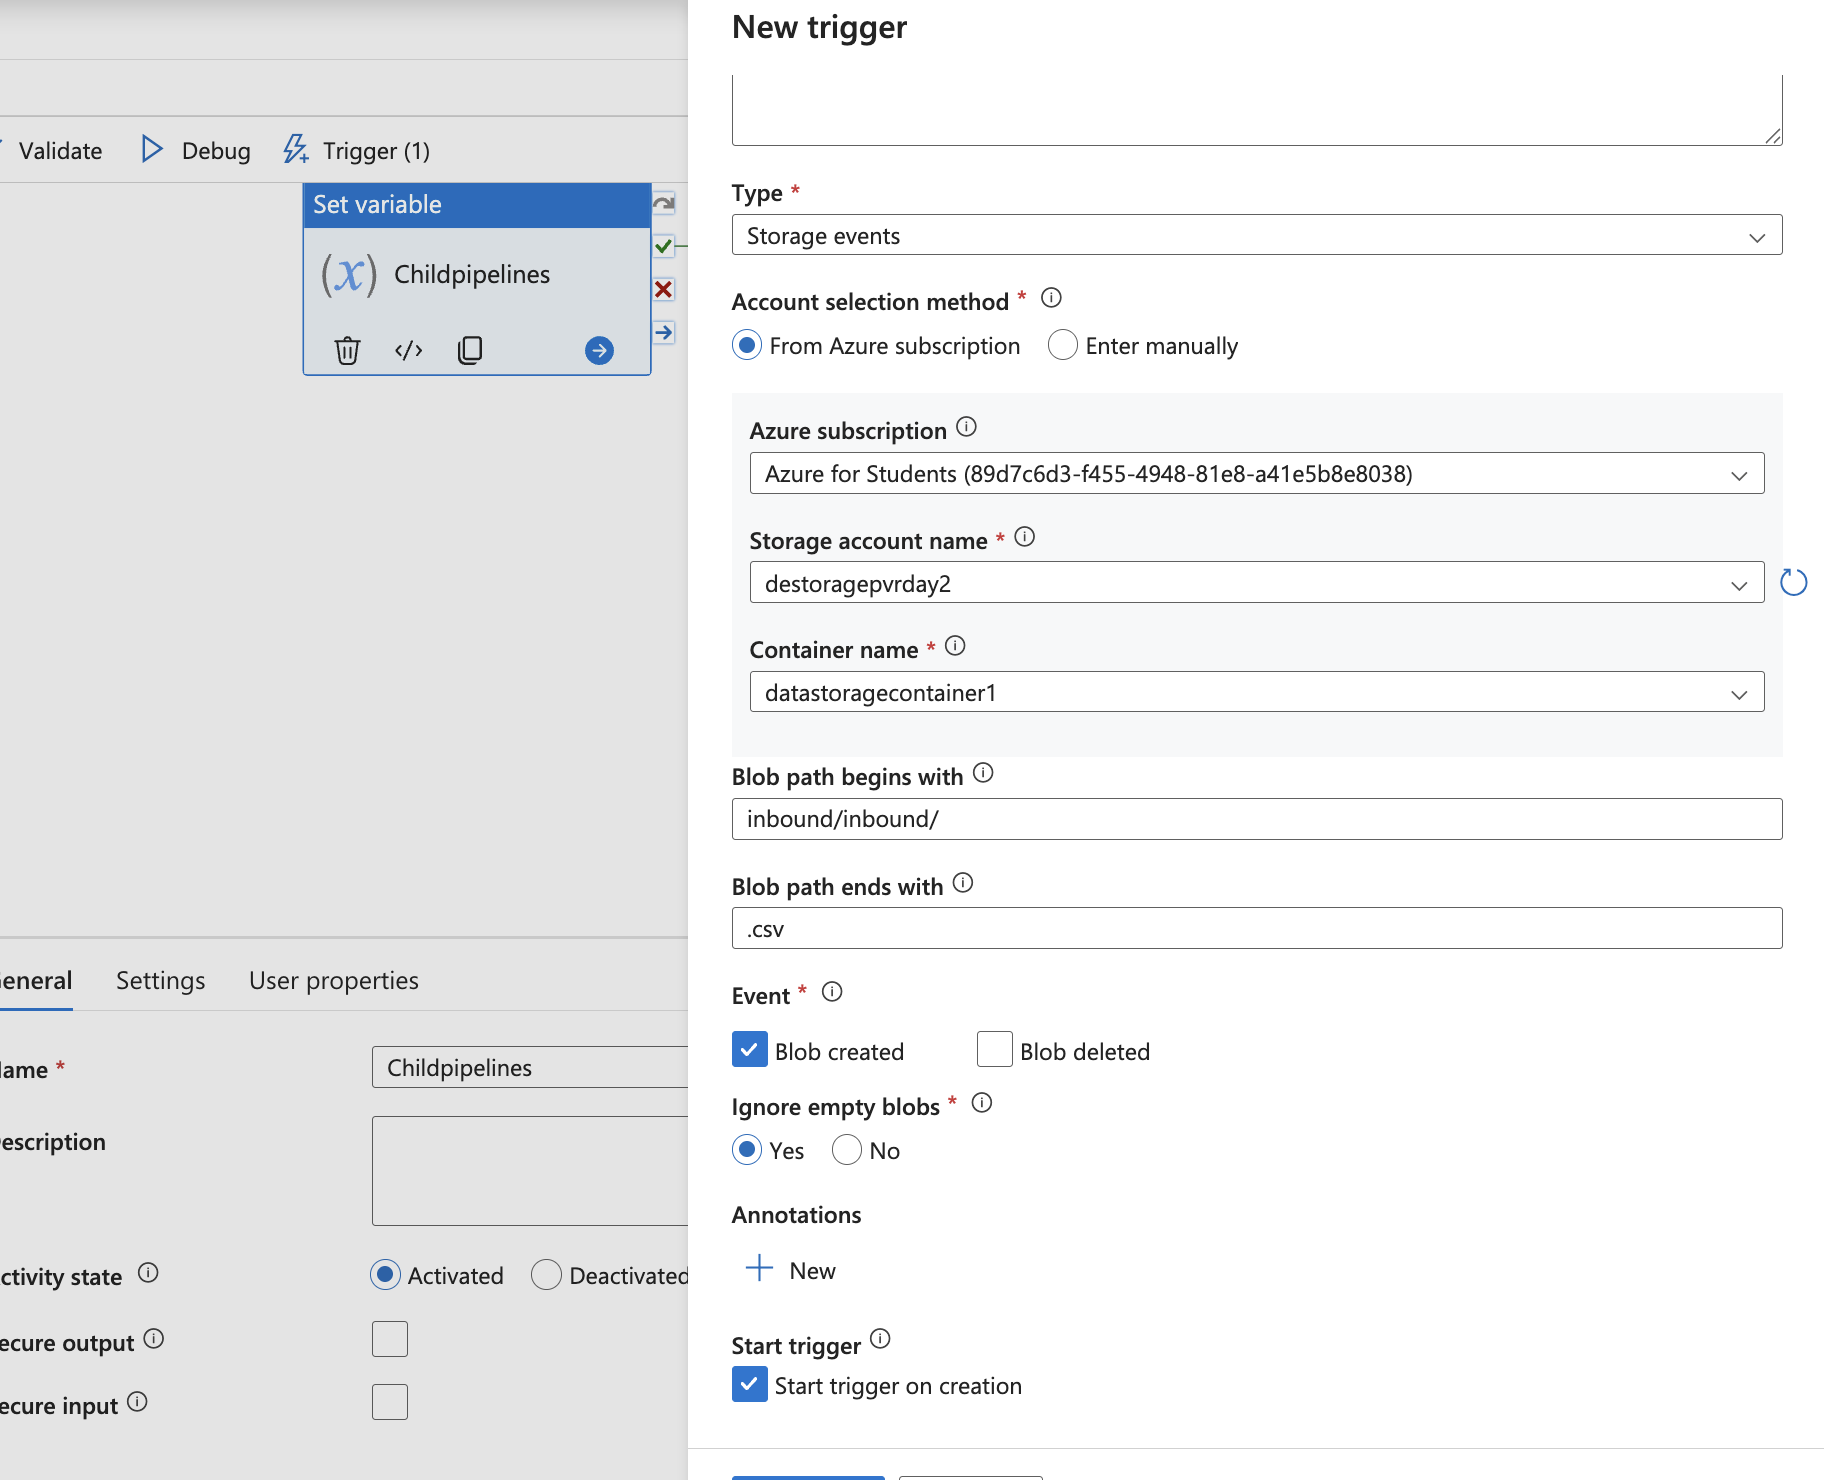 New trigger
Validate
Debug
Trigger (1)
Set variable
(x) Childpipelines
Type *
Storage events
Account selection method *
From Azure subscription
Enter manually
Azure subscription
Azure for Students (89d7c6d3-f455-4948-81e8-a41e5b8e8038)
Storage account name *
destoragepvrday2
Container name *
datastoragecontainer1
Blob path begins with
inbound/inbound/
Blob path ends with
.csv
Event *
Blob created
Blob deleted
Ignore empty blobs *
Yes
No
Annotations
New
Start trigger
Start trigger on creation
eneral
Settings
User properties
ame *
Childpipelines
escription
ctivity state
Activated
Deactivated
ecure output
ecure input